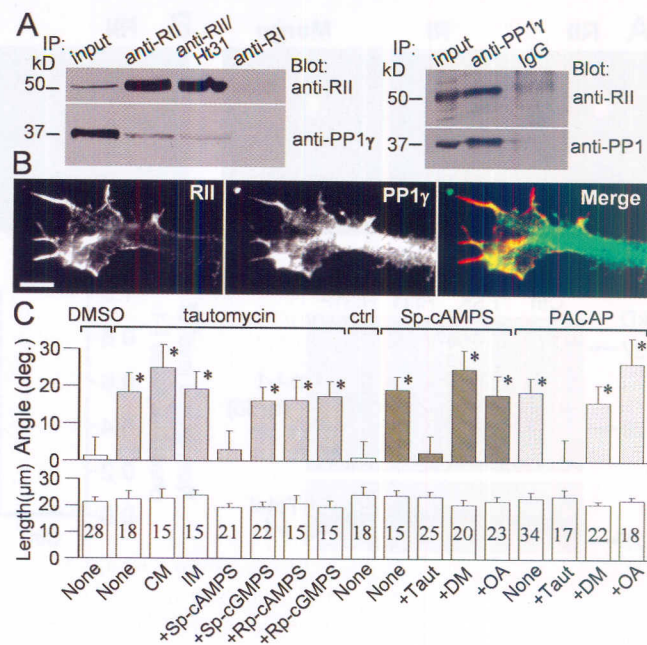 A
IP:
input
anti-RII
anti-RII/
Ht31
anti-RI
kD
Blot:
50
anti-RII
37
anti-PP1γ
IP:
input
anti-PP1γ
IgG
kD
Blot:
50
anti-RII
37
anti-PP1
B
RII
PP1γ
Merge
C
DMSO
tautomycin
ctrl
Sp-cAMPS
PACAP
Angle (deg.)
30
20
10
0
* * * * * * * * * * * *
Length(μm)
30
20
10
0
28 18 15 15 21 22 15 15 18 15 25 20 23 34 17 22 18
None
None
CM
IM
+Sp-cAMPS
+Sp-cGMPS
+Rp-cAMPS
+Rp-cGMPS
None
None
+Taut
+DM
+OA
None
+Taut
+DM
+OA